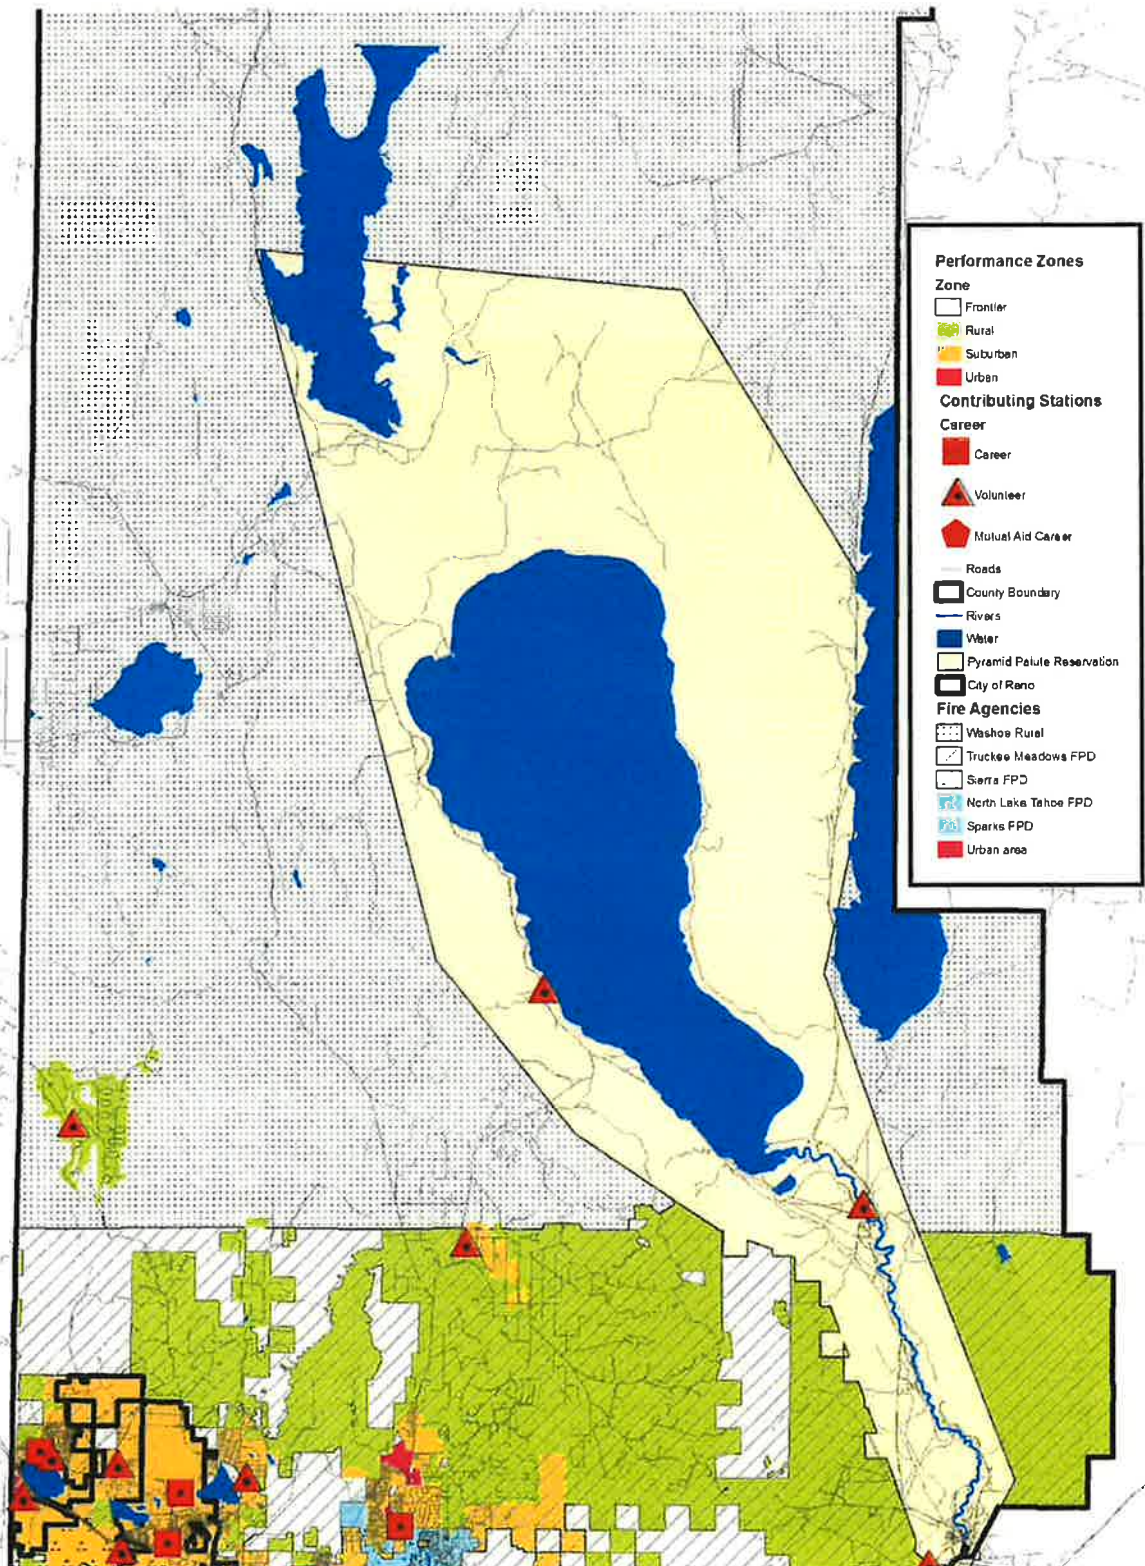 Performance Zones
Zone
Frontier
Rural
Suburban
Urban
Contributing Stations
Career
Career
Volunteer
Mutual Aid Career
Roads
County Boundary
Rivers
Water
Pyramid Paiute Reservation
City of Reno
Fire Agencies
Washoe Rural
Truckee Meadows FPD
Sierra FPD
North Lake Tahoe FPD
Sparks FPD
Urban area